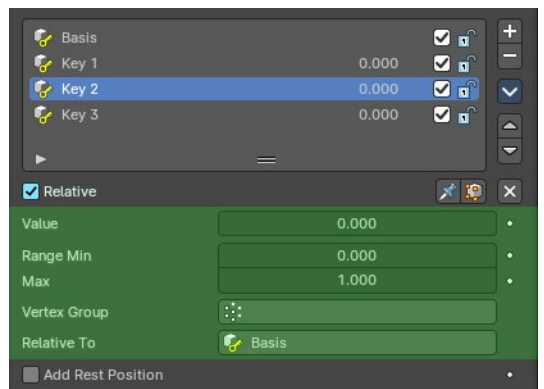 Basis
Key 1 0.000
Key 2 0.000
Key 3 0.000
Relative
Value 0.000
Range Min 0.000
Max 1.000
Vertex Group
Relative To Basis
Add Rest Position